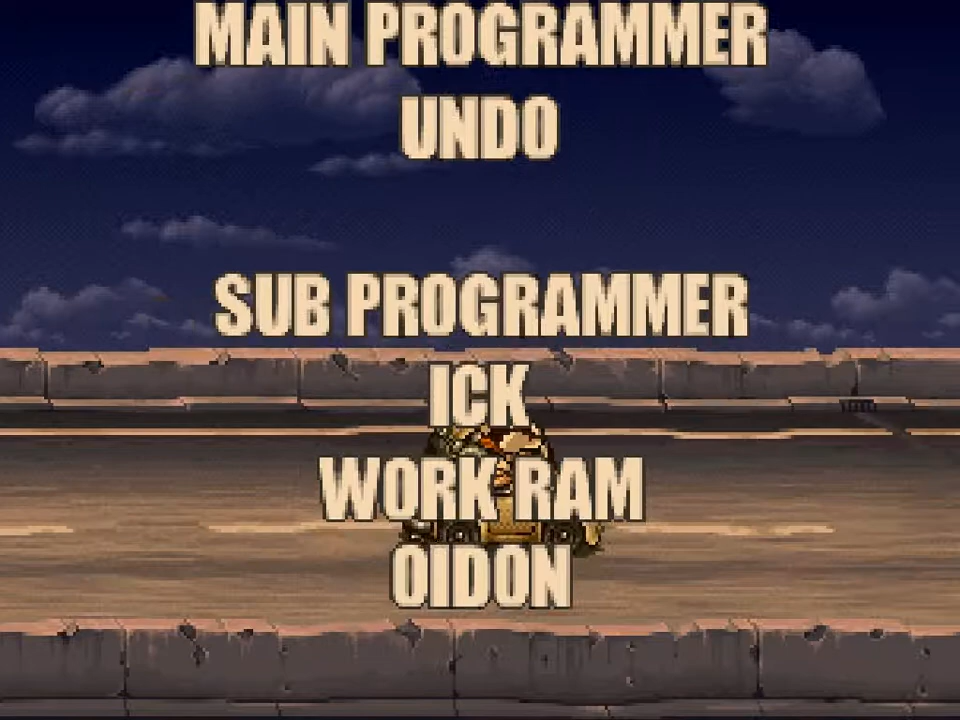 MAIN PROGRAMMER
UNDO
SUB PROGRAMMER
ICK
WORK RAM
OIDON